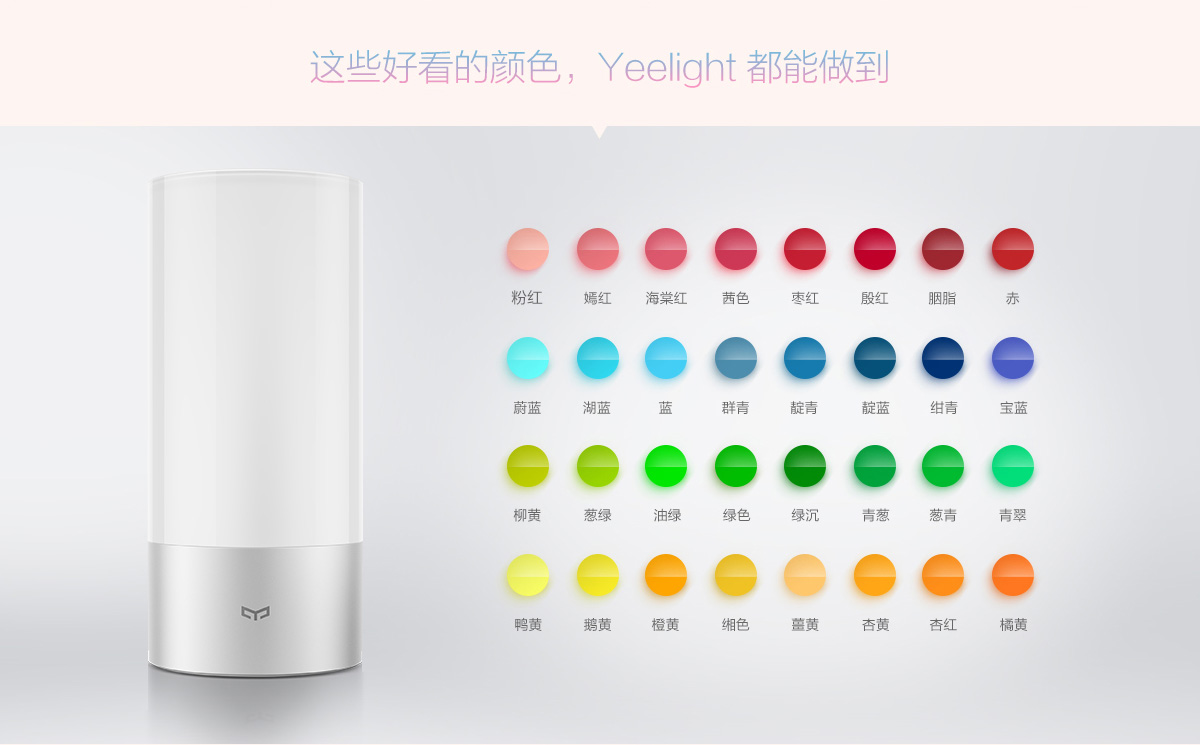 这些好看的颜色，Yeelight 都能做到
粉红 嫣红 海棠红 茜色 枣红 殷红 胭脂 赤
蔚蓝 湖蓝 蓝 群青 靛青 靛蓝 绀青 宝蓝
柳黄 葱绿 油绿 绿色 绿沉 青葱 葱青 青翠
鸭黄 鹅黄 橙黄 缃色 薑黄 杏黄 杏红 橘黄